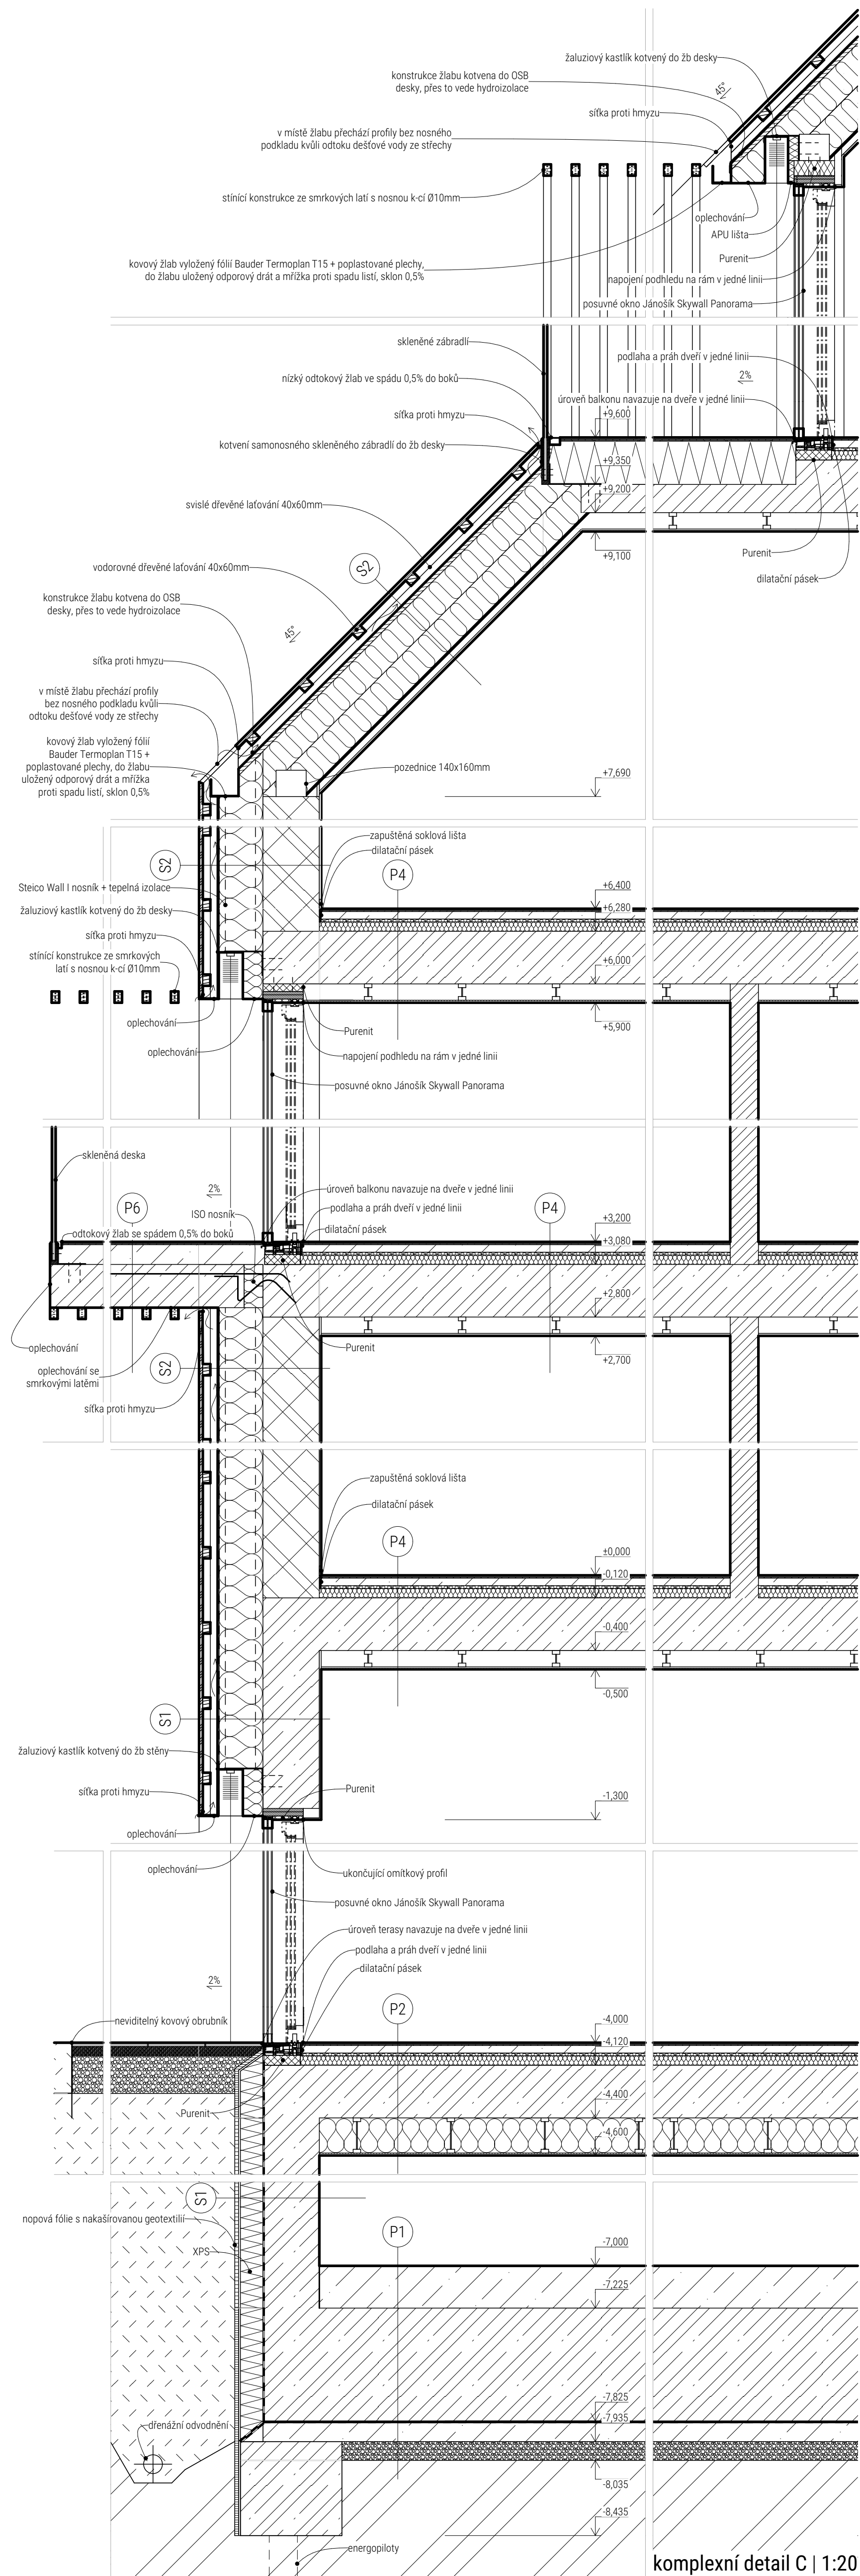 žaluziový kastlík kotvený do žb desky
konstrukce žlabu kotvena do OSB
desky, přes to vede hydroizolace
45°
síťka proti hmyzu
v místě žlabu přechází profily bez nosného
podkladu kvůli odtoku dešťové vody ze střechy
stínící konstrukce ze smrkových latí s nosnou k-cí Ø10mm
oplechování
APU lišta
Purenit
kovový žlab vyložený fólií Bauder Termoplan T15 + poplastované plechy,
do žlabu uložený odporový drát a mřížka proti spadu listí, sklon 0,5%
napojení podhledu na rám v jedné linii
posuvné okno Jánošík Skywall Panorama
skleněné zábradlí
podlaha a práh dveří v jedné linii
nízký odtokový žlab ve spádu 0,5% do boků
2%
úroveň balkonu navazuje na dveře v jedné linii
síťka proti hmyzu
+9,600
kotvení samonosného skleněného zábradlí do žb desky
+9,350
+9,200
svislé dřevěné laťování 40x60mm
+9,100
Purenit
S2
vodorovné dřevěné laťování 40x60mm
dilatační pásek
konstrukce žlabu kotvena do OSB
desky, přes to vede hydroizolace
45°
síťka proti hmyzu
v místě žlabu přechází profily
bez nosného podkladu kvůli
odtoku dešťové vody ze střechy
kovový žlab vyložený fólií
Bauder Termoplan T15 +
poplastované plechy, do žlabu
uložený odporový drát a mřížka
proti spadu listí, sklon 0,5%
pozednice 140x160mm
+7,690
zapuštěná soklová lišta
dilatační pásek
S2
P4
Steico Wall I nosník + tepelná izolace
+6,400
+6,280
žaluziový kastlík kotvený do žb desky
síťka proti hmyzu
stínící konstrukce ze smrkových
latí s nosnou k-cí Ø10mm
+6,000
oplechování
+5,900
Purenit
oplechování
napojení podhledu na rám v jedné linii
posuvné okno Jánošík Skywall Panorama
skleněná deska
2%
úroveň balkonu navazuje na dveře v jedné linii
P6
ISO nosník
podlaha a práh dveří v jedné linii
P4
+3,200
odtokový žlab se spádem 0,5% do boků
dilatační pásek
+3,080
+2,800
oplechování
Purenit
+2,700
oplechování se
smrkovými latěmi
S2
síťka proti hmyzu
zapuštěná soklová lišta
dilatační pásek
P4
±0,000
-0,120
-0,400
-0,500
S1
žaluziový kastlík kotvený do žb stěny
síťka proti hmyzu
Purenit
-1,300
oplechování
oplechování
ukončující omítkový profil
posuvné okno Jánošík Skywall Panorama
úroveň terasy navazuje na dveře v jedné linii
podlaha a práh dveří v jedné linii
dilatační pásek
2%
P2
neviditelný kovový obrubník
-4,000
-4,120
-4,400
Purenit
-4,600
S1
nopová fólie s nakašírovanou geotextilií
P1
XPS
-7,000
-7,225
-7,825
dřenážní odvodnění
-7,935
-8,035
-8,435
energopiloty
komplexní detail C | 1:20